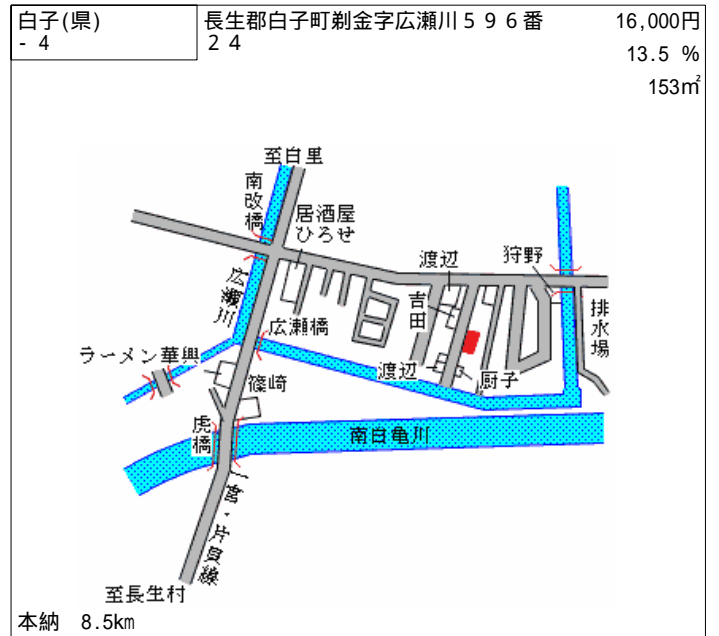 白子(県)
- 4
長生郡白子町剃金字広瀬川５９６番
２４
16,000円
13.5 %
153㎡
至白里
南改橋
居酒屋
ひろせ
渡辺
狩野
広瀬川
吉田
排水場
広瀬橋
ラーメン華興
篠崎
渡辺
厨子
虎橋
南白亀川
一宮・片貝線
至長生村
本納 8.5km